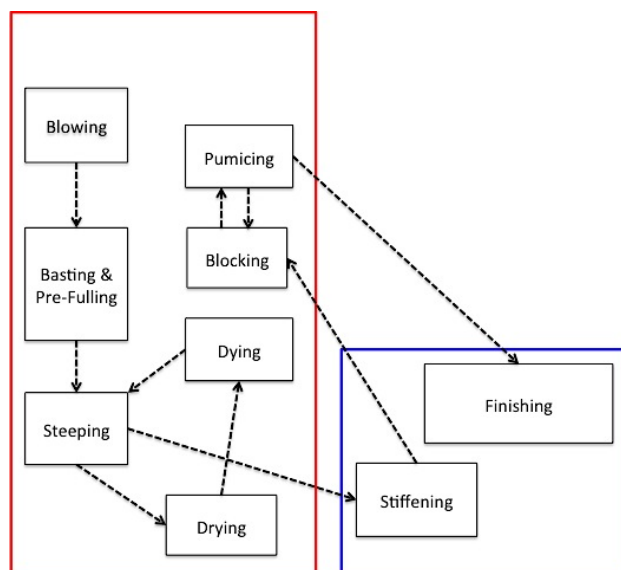 Blowing
Pumicing
Basting &
Pre-Fulling
Blocking
Dying
Steeping
Finishing
Stiffening
Drying